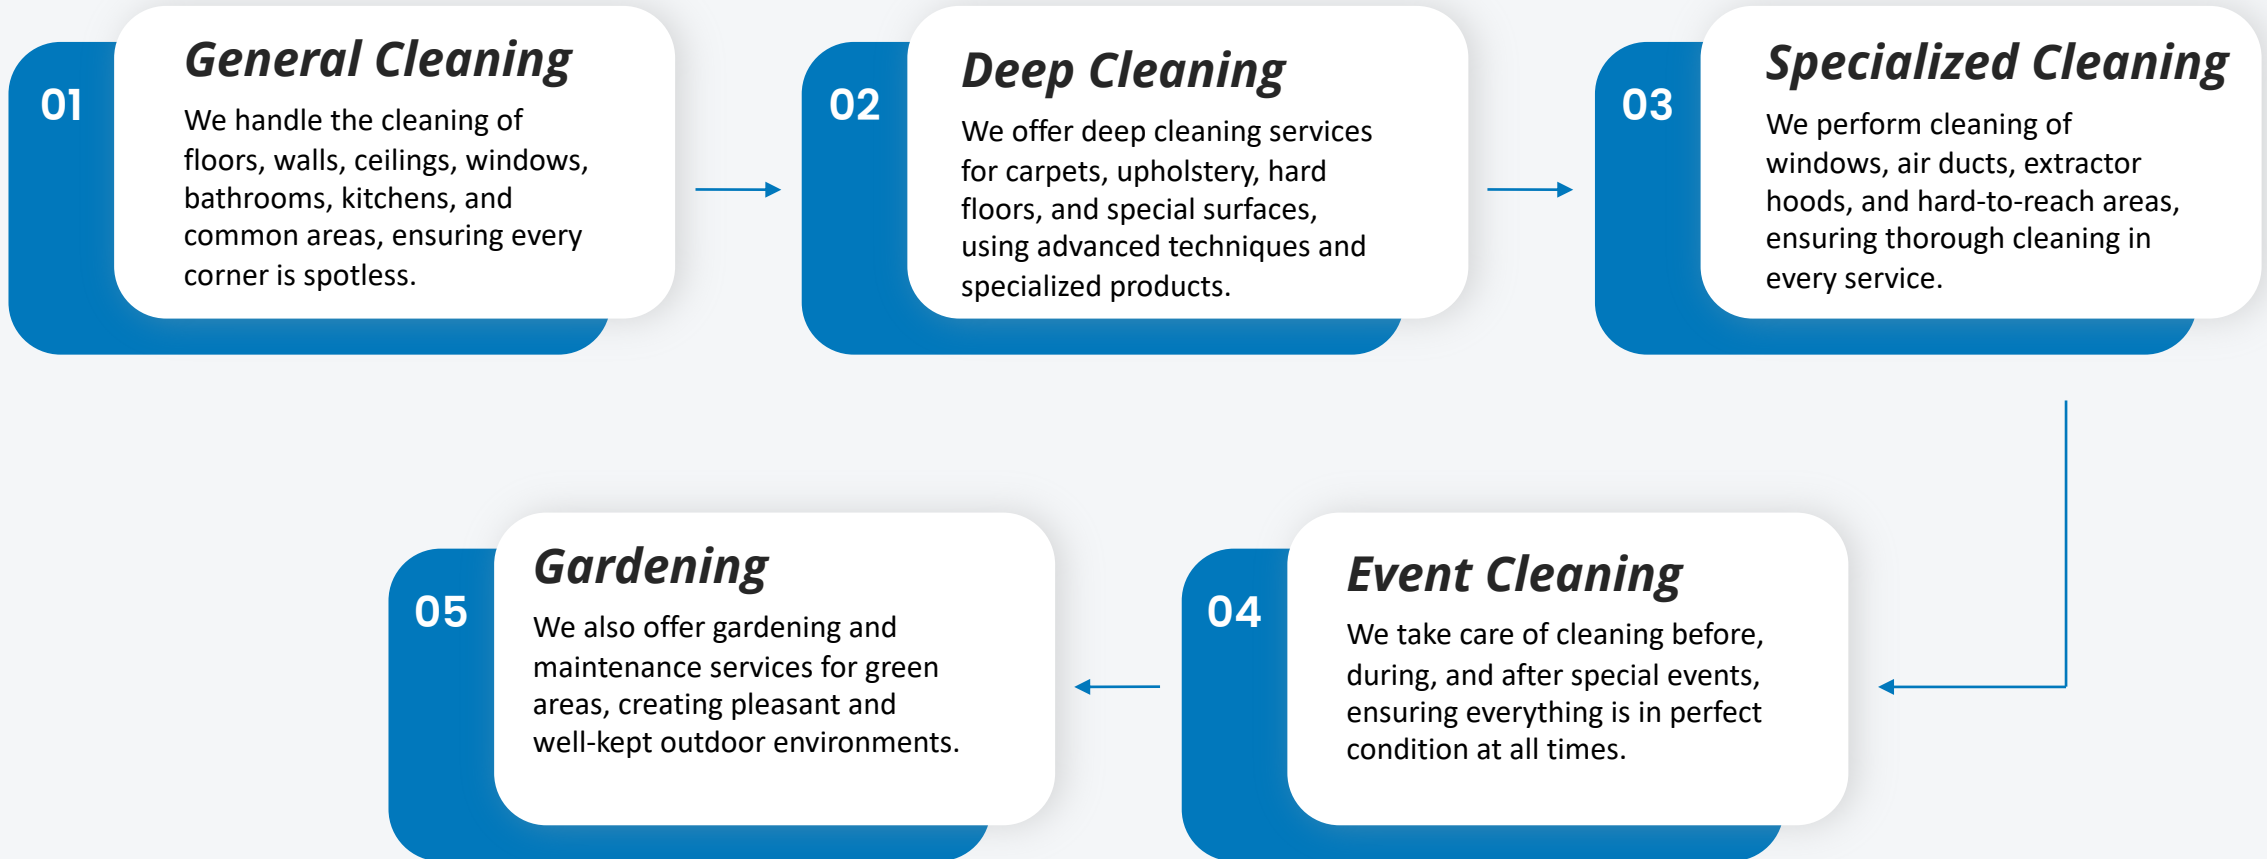 01
General Cleaning
We handle the cleaning of
floors, walls, ceilings, windows,
bathrooms, kitchens, and
common areas, ensuring every
corner is spotless.
02
Deep Cleaning
We offer deep cleaning services
for carpets, upholstery, hard
floors, and special surfaces,
using advanced techniques and
specialized products.
03
Specialized Cleaning
We perform cleaning of
windows, air ducts, extractor
hoods, and hard-to-reach areas,
ensuring thorough cleaning in
every service.
04
Event Cleaning
We take care of cleaning before,
during, and after special events,
ensuring everything is in perfect
condition at all times.
05
Gardening
We also offer gardening and
maintenance services for green
areas, creating pleasant and
well-kept outdoor environments.